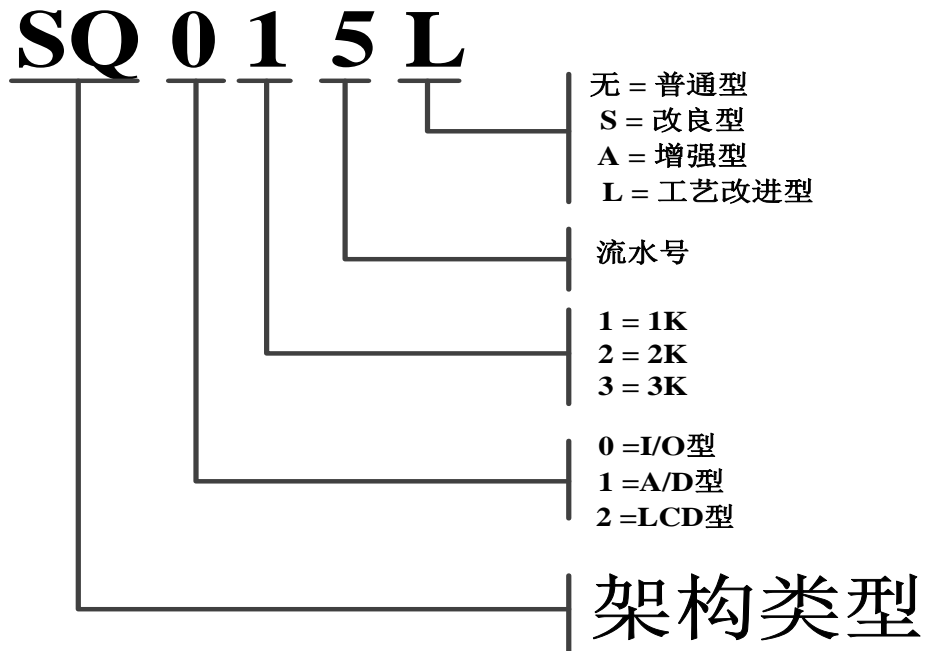 SQ 0 1 5 L
无 = 普通型
S = 改良型
A = 增强型
L = 工艺改进型
流水号
1 = 1K
2 = 2K
3 = 3K
0 =I/O型
1 =A/D型
2 =LCD型
架构类型